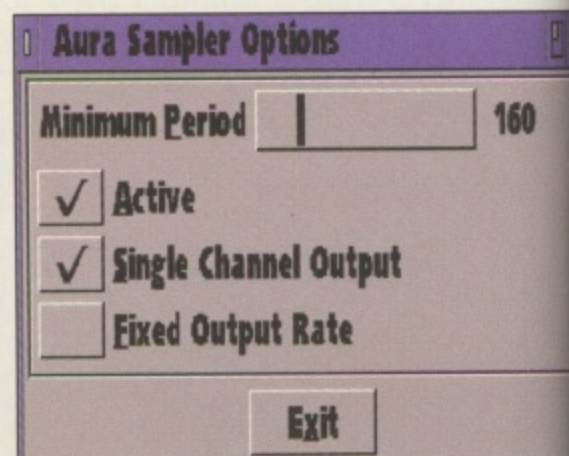 Aura Sampler Options
Minimum Period 160
Active
Single Channel Output
Fixed Output Rate
Exit